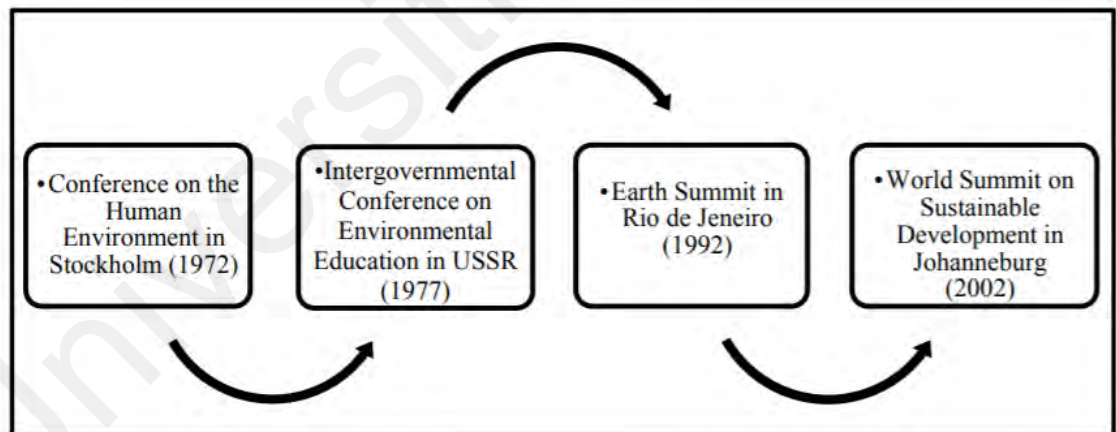 Universit
•Conference on the
Human
Environment in
Stockholm (1972)
•Intergovernmental
Conference on
Environmental
Education in USSR
(1977)
•Earth Summit in
Rio de Jeneiro
(1992)
•World Summit on
Sustainable
Development in
Johanneburg
(2002)